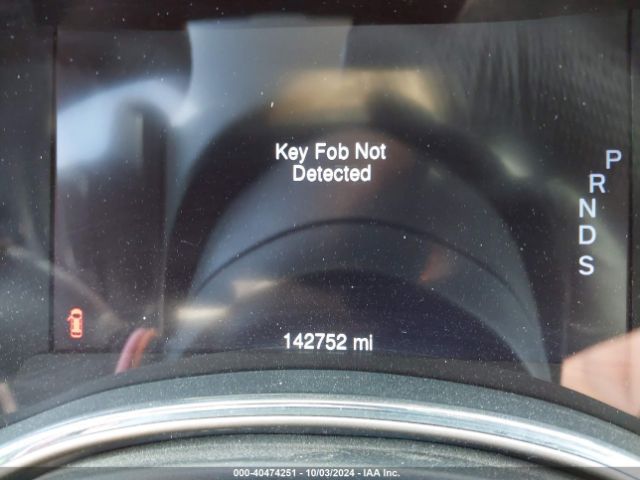 Key Fob Not
Detected
P
R
N
D
S
142752 mi
000-40474251 - 10/03/2024 - IAA Inc.